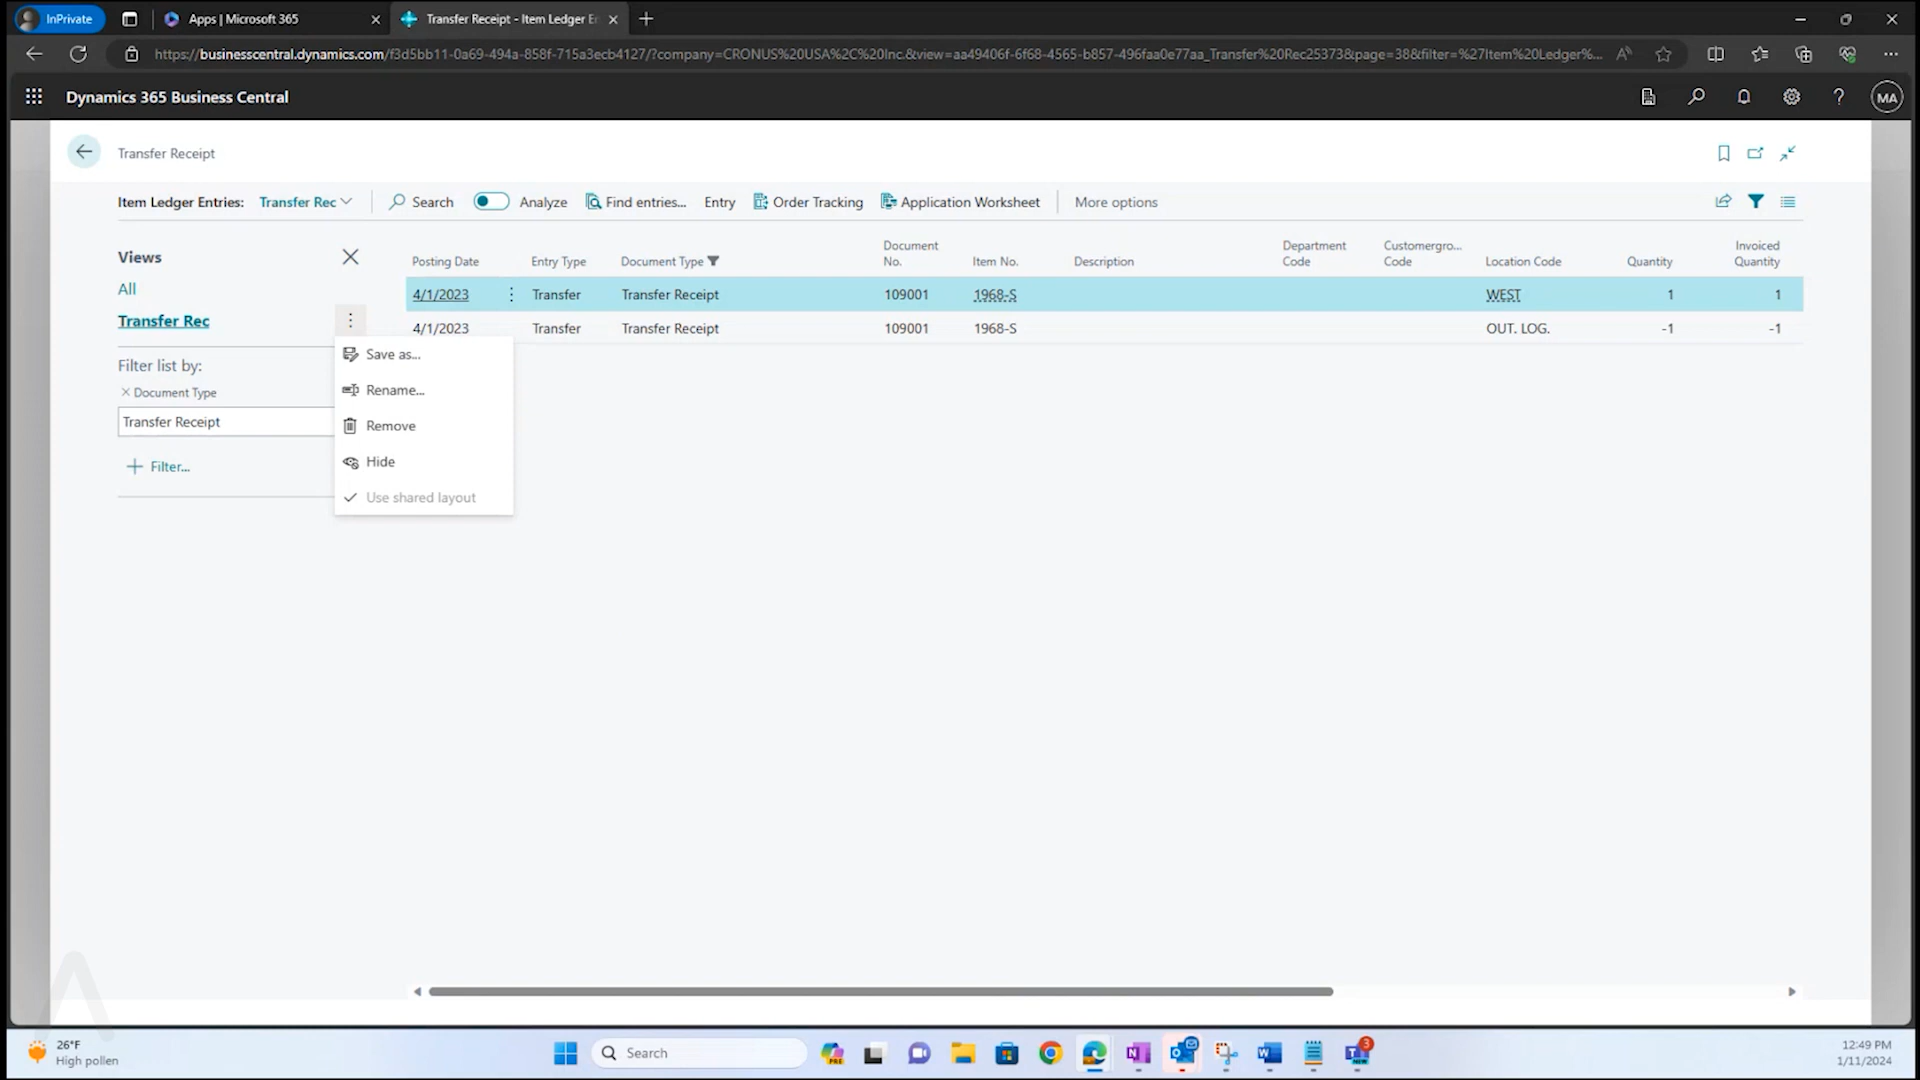 InPrivate
Apps | Microsoft 365
Transfer Receipt - Item Ledger En
https://businesscentral.dynamics.com/f3d5bb11-0a69-494a-858f-715a3ecb4127/?company=CRONUS%20USA%2C%20Inc.&view=aa49406f-6f68-4565-b857-496faa0e77aa_Transfer%20Rec25373&page=38&filter=%27Item%20Ledger%...
Dynamics 365 Business Central
MA
Transfer Receipt
Item Ledger Entries: Transfer Rec Search Analyze Find entries... Entry Order Tracking Application Worksheet More options
Views
All
Transfer Rec
Filter list by:
Document Type
Transfer Receipt
Filter...
Save as...
Rename...
Remove
Hide
Use shared layout
Posting Date Entry Type Document Type Document No. Item No. Description Department Code Customergro... Code Location Code Quantity Invoiced Quantity
4/1/2023 Transfer Transfer Receipt 109001 1968-S WEST 1 1
4/1/2023 Transfer Transfer Receipt 109001 1968-S OUT. LOG. -1 -1
26°F
High pollen
Search
PRE
NEW
3
12:49 PM
1/11/2024